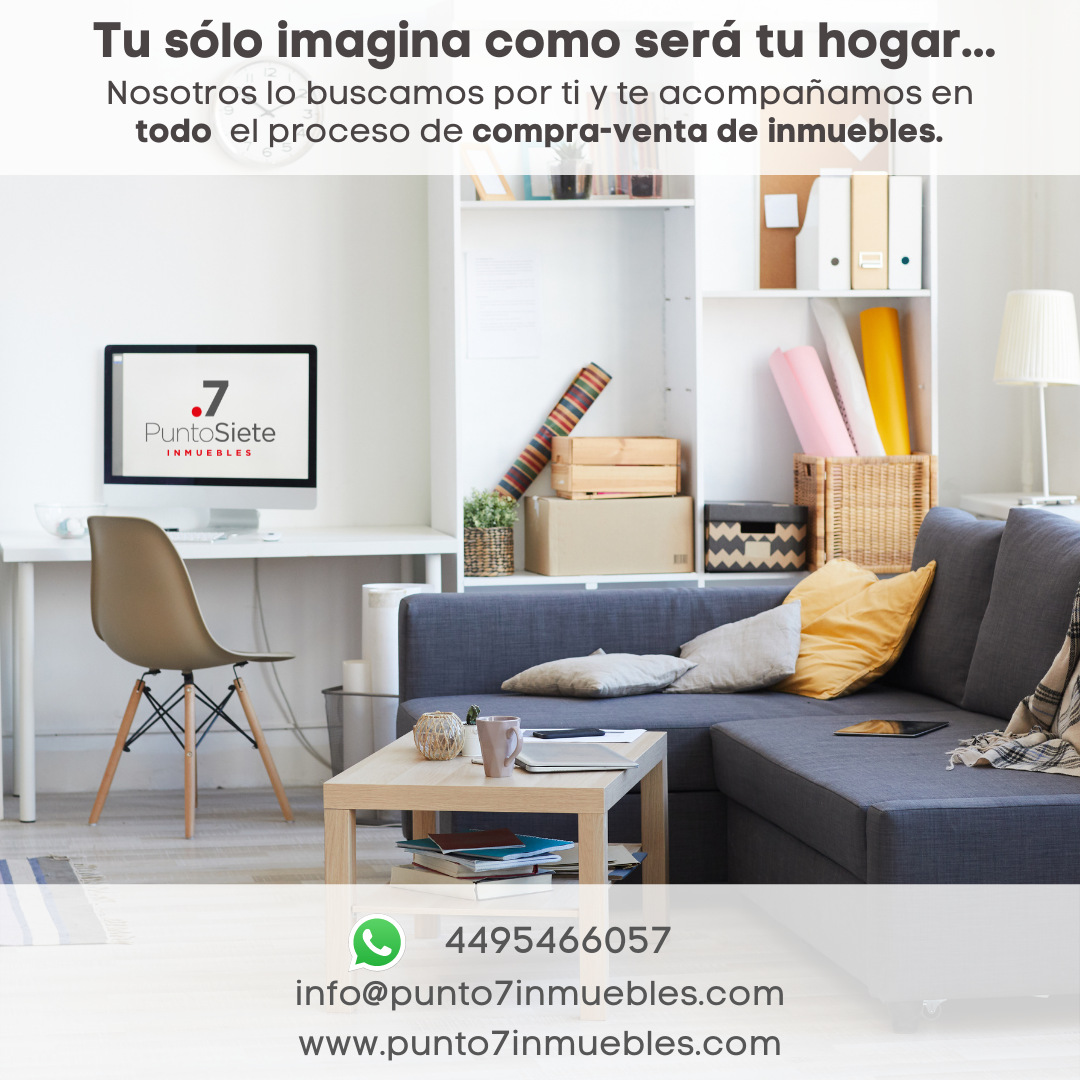 Tu sólo imagina como será tu hogar...
Nosotros lo buscamos por ti y te acompañamos en
todo el proceso de compra-venta de inmuebles.
.7
PuntoSiete
INMUEBLES
4495466057
info@punto7inmuebles.com
www.punto7inmuebles.com